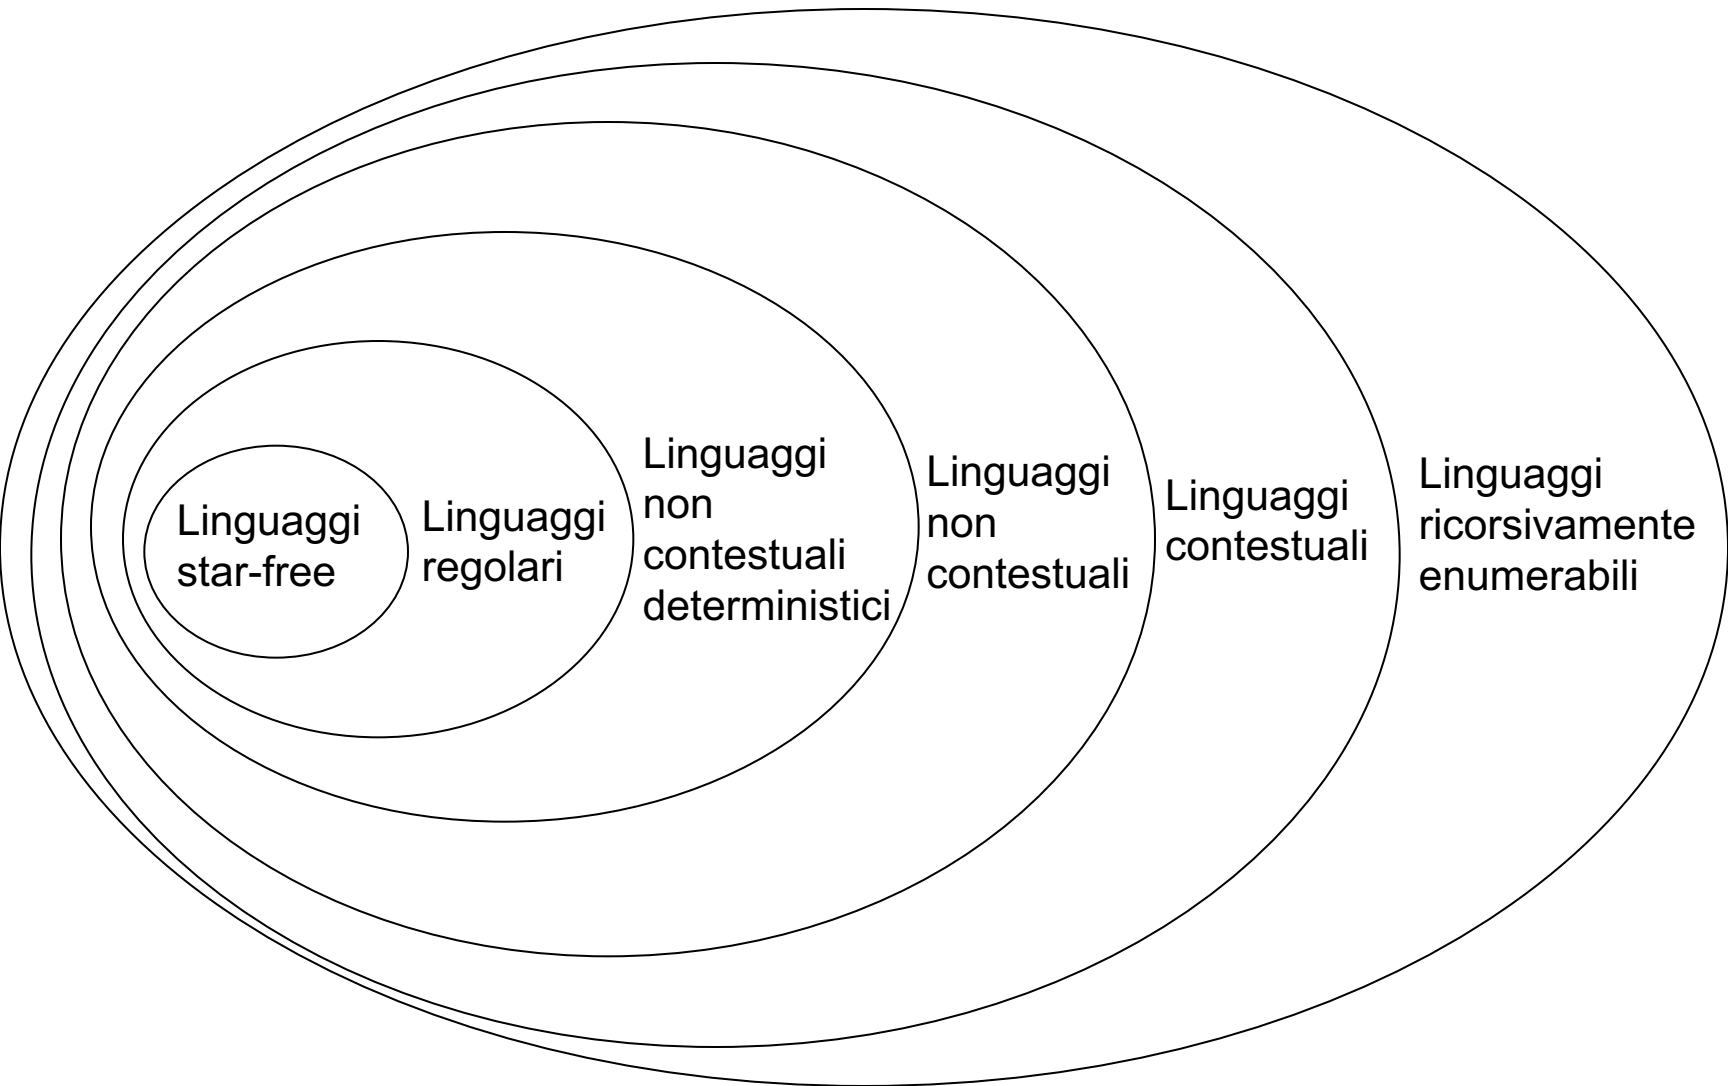 Linguaggi
star-free
Linguaggi
regolari
Linguaggi
non
contestuali
deterministici
Linguaggi
non
contestuali
Linguaggi
contestuali
Linguaggi
ricorsivamente
enumerabili